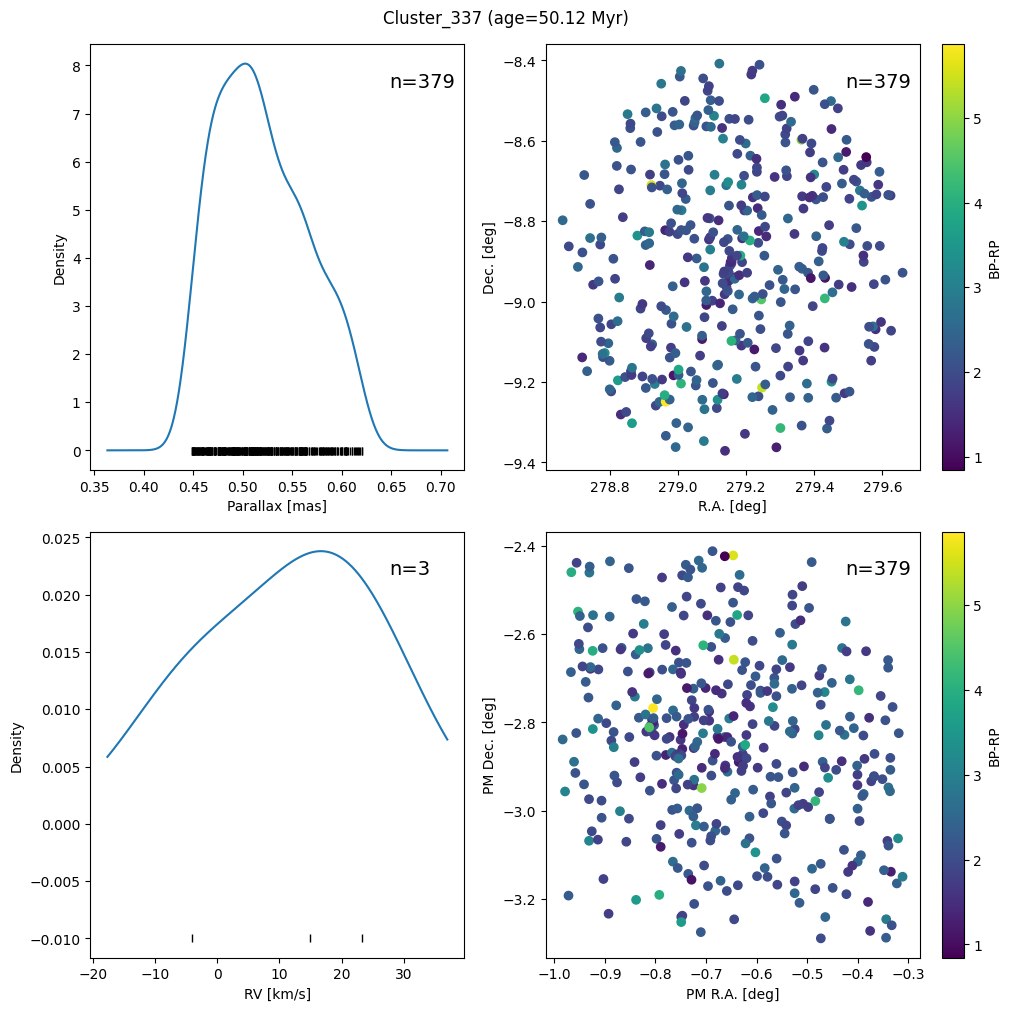 Cluster_337 (age=50.12 Myr)
n=379
Density
8
7
6
5
4
3
2
1
0
0.35 0.40 0.45 0.50 0.55 0.60 0.65 0.70
Parallax [mas]
n=379
Dec. [deg]
−8.4
−8.6
−8.8
−9.0
−9.2
−9.4
278.8 279.0 279.2 279.4 279.6
R.A. [deg]
5
4
3
2
1
BP-RP
n=3
Density
0.025
0.020
0.015
0.010
0.005
0.000
−0.005
−0.010
−20 −10 0 10 20 30
RV [km/s]
n=379
PM Dec. [deg]
−2.4
−2.6
−2.8
−3.0
−3.2
−1.0 −0.9 −0.8 −0.7 −0.6 −0.5 −0.4 −0.3
PM R.A. [deg]
5
4
3
2
1
BP-RP